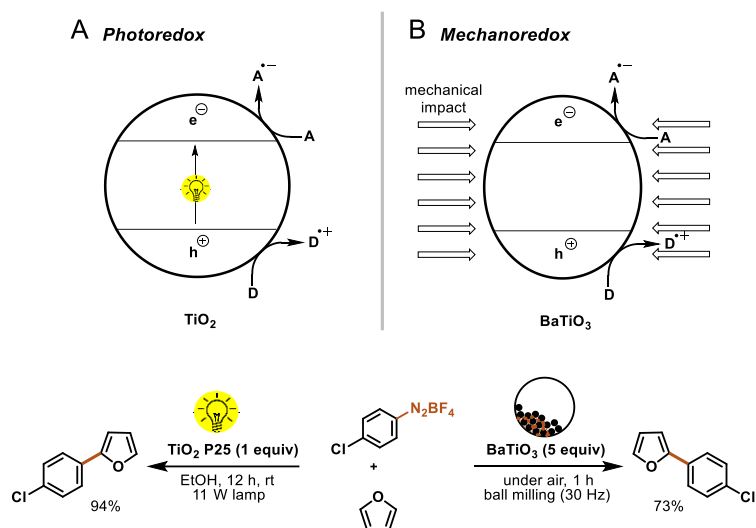 A Photoredox
B Mechanoredox
A•−
e⊖
A
h⊕
D•+
D
TiO2
mechanical
impact
A•−
e⊖
A
h⊕
D•+
D
BaTiO3
N2BF4
Cl
+
O
TiO2 P25 (1 equiv)
EtOH, 12 h, rt
11 W lamp
O
Cl
94%
BaTiO3 (5 equiv)
under air, 1 h
ball milling (30 Hz)
O
Cl
73%